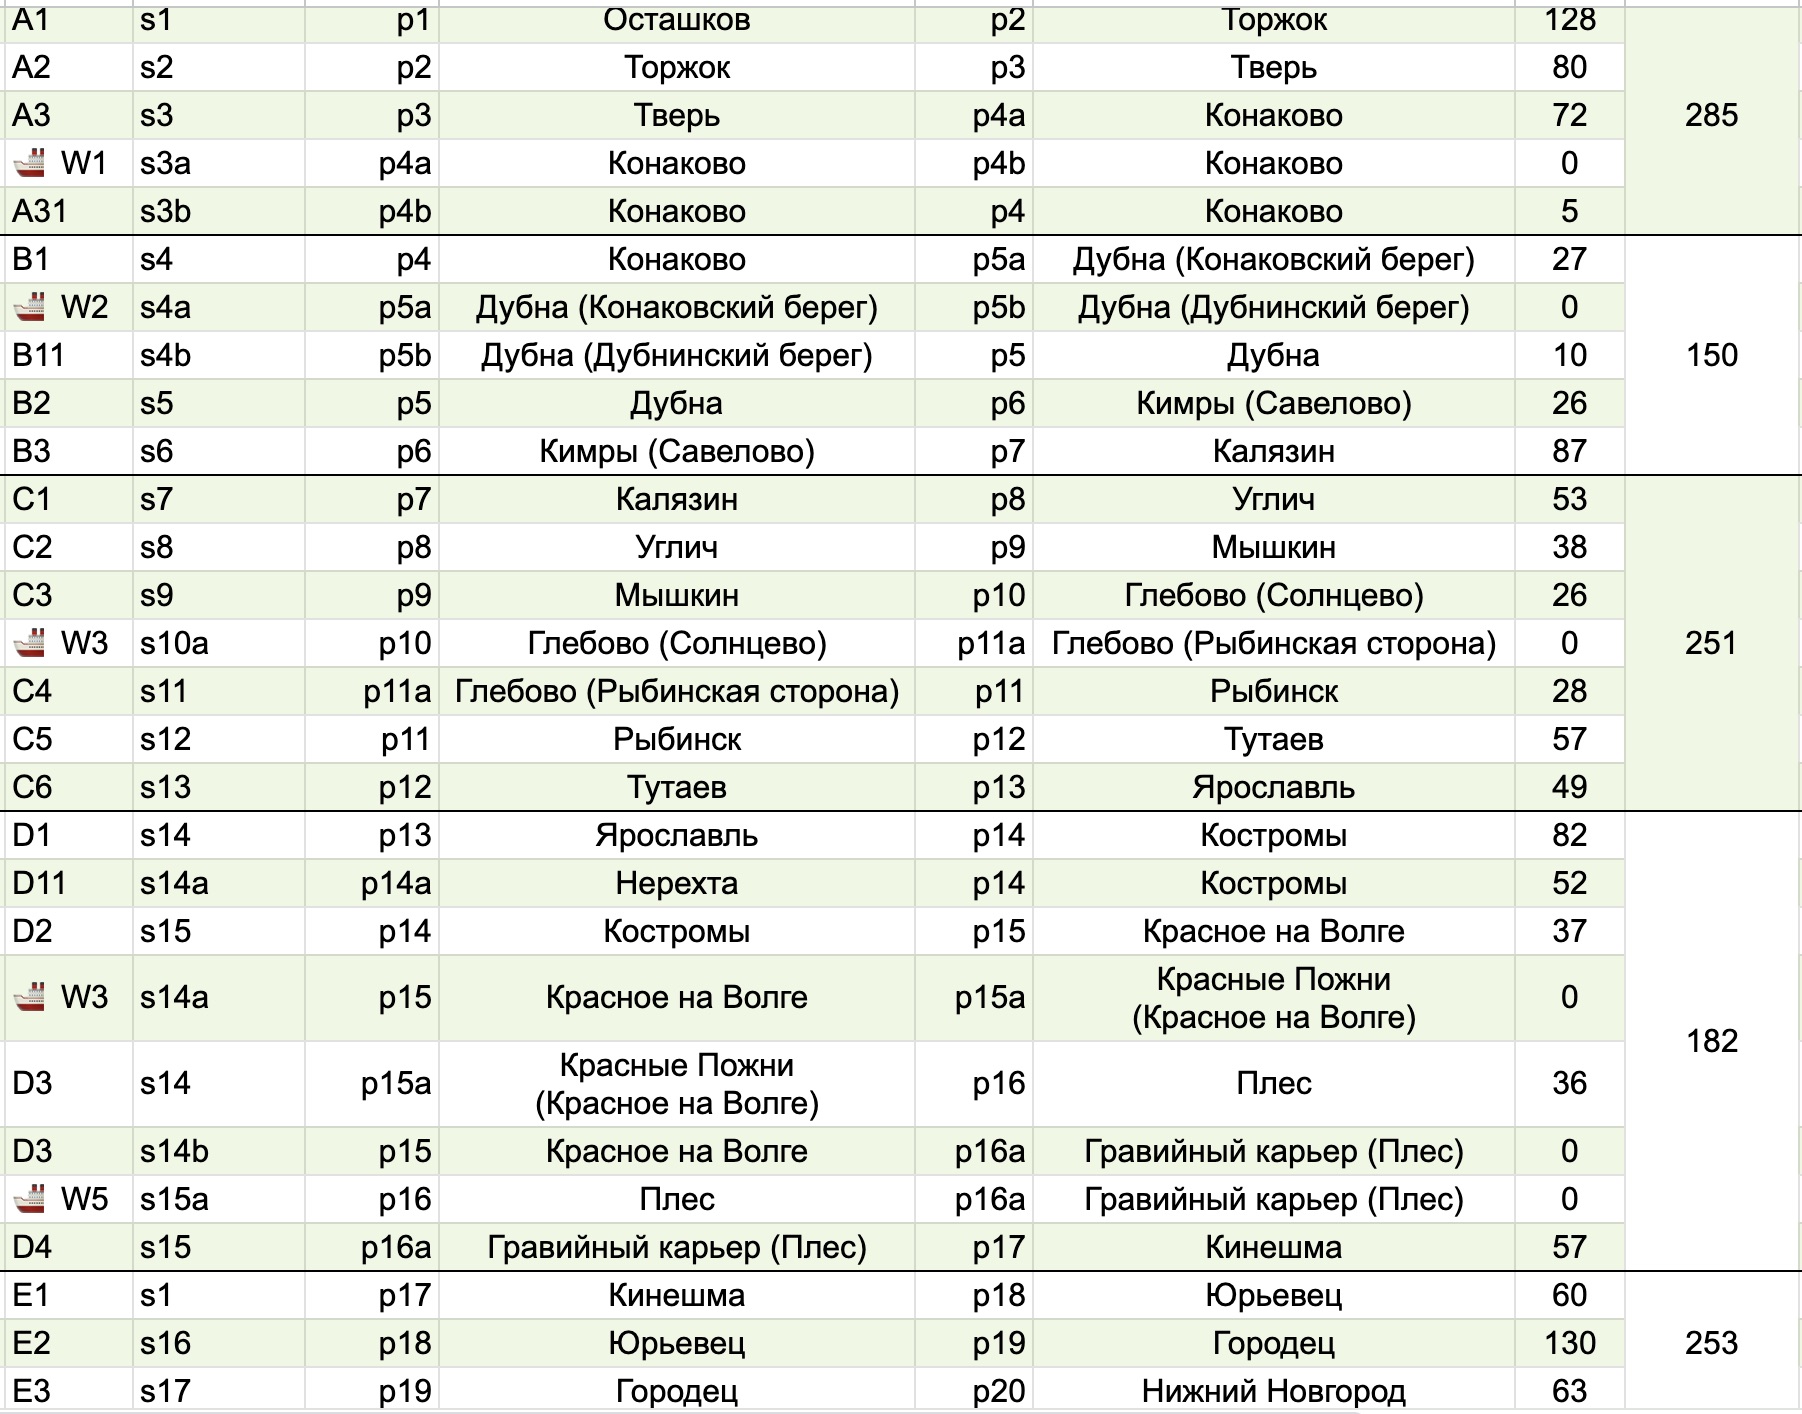 A1 s1 p1 Осташков p2 Торжок 128
A2 s2 p2 Торжок p3 Тверь 80
A3 s3 p3 Тверь p4a Конаково 72 285
W1 s3a p4a Конаково p4b Конаково 0
A31 s3b p4b Конаково p4 Конаково 5
B1 s4 p4 Конаково p5a Дубна (Конаковский берег) 27
W2 s4a p5a Дубна (Конаковский берег) p5b Дубна (Дубнинский берег) 0
B11 s4b p5b Дубна (Дубнинский берег) p5 Дубна 10 150
B2 s5 p5 Дубна p6 Кимры (Савелово) 26
B3 s6 p6 Кимры (Савелово) p7 Калязин 87
C1 s7 p7 Калязин p8 Углич 53
C2 s8 p8 Углич p9 Мышкин 38
C3 s9 p9 Мышкин p10 Глебово (Солнцево) 26
W3 s10a p10 Глебово (Солнцево) p11a Глебово (Рыбинская сторона) 0 251
C4 s11 p11a Глебово (Рыбинская сторона) p11 Рыбинск 28
C5 s12 p11 Рыбинск p12 Тутаев 57
C6 s13 p12 Тутаев p13 Ярославль 49
D1 s14 p13 Ярославль p14 Костромы 82
D11 s14a p14a Нерехта p14 Костромы 52
D2 s15 p14 Костромы p15 Красное на Волге 37
W3 s14a p15 Красное на Волге p15a Красные Пожни
(Красное на Волге) 0
182
D3 s14 p15a Красные Пожни
(Красное на Волге) p16 Плес 36
D3 s14b p15 Красное на Волге p16a Гравийный карьер (Плес) 0
W5 s15a p16 Плес p16a Гравийный карьер (Плес) 0
D4 s15 p16a Гравийный карьер (Плес) p17 Кинешма 57
E1 s1 p17 Кинешма p18 Юрьевец 60
E2 s16 p18 Юрьевец p19 Городец 130 253
E3 s17 p19 Городец p20 Нижний Новгород 63